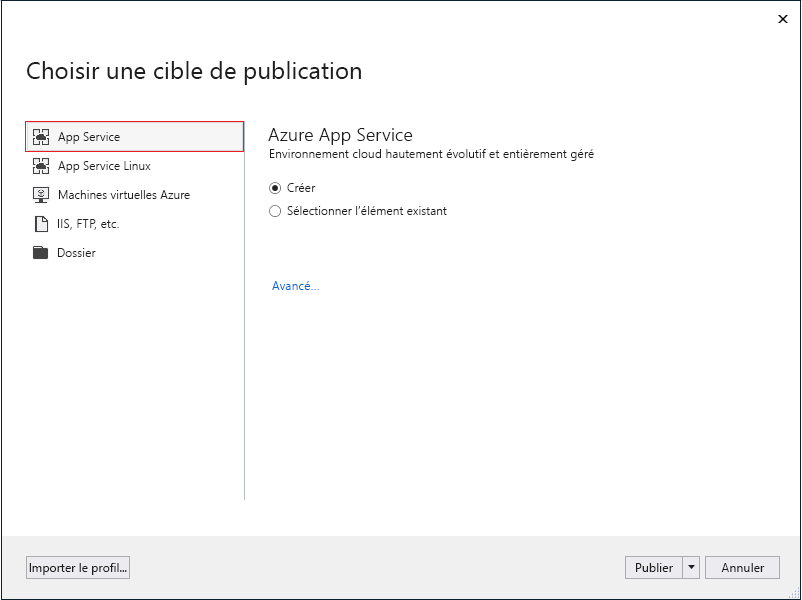 Choisir une cible de publication
App Service
App Service Linux
Machines virtuelles Azure
IIS, FTP, etc.
Dossier
Azure App Service
Environnement cloud hautement évolutif et entièrement géré
Créer
Sélectionner l'élément existant
Avancé...
Importer le profil...
Publier
Annuler